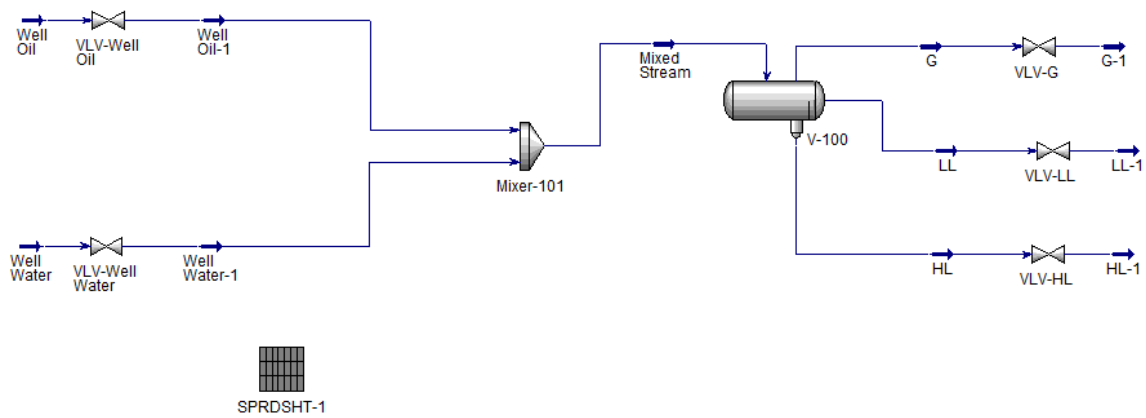 Well
Oil
VLV-Well
Oil
Well
Oil-1
Mixed
Stream
G
VLV-G
G-1
V-100
Mixer-101
LL
VLV-LL
LL-1
Well
Water
VLV-Well
Water
Well
Water-1
HL
VLV-HL
HL-1
SPRDSHT-1